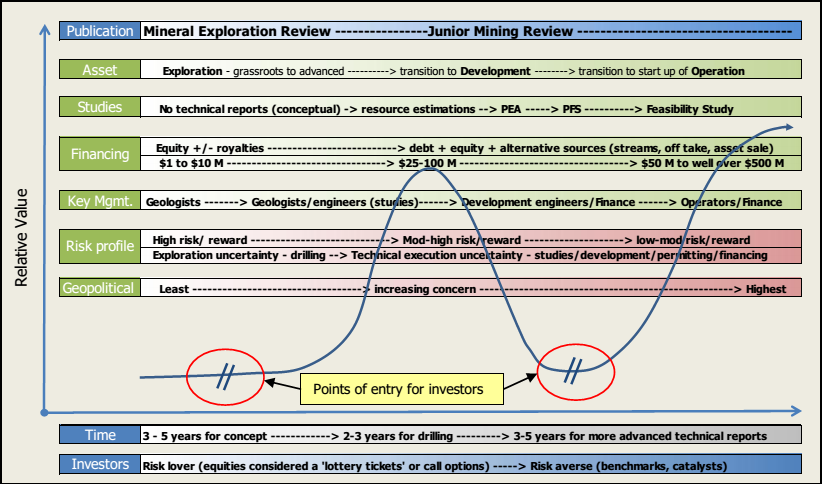 Publication Mineral Exploration Review ------------------Junior Mining Review ------------------------------------------
Asset Exploration - grassroots to advanced ----------> transition to Development --------> transition to start up of Operation
Studies No technical reports (conceptual) -> resource estimations --> PEA -----> PFS -----------> Feasibility Study
Financing
Equity +/- royalties --------------------------> debt + equity + alternative sources (streams, off take, asset sale)
$1 to $10 M --------------------------------> $25-100 M ----------------------------------> $50 M to well over $500 M
Key Mgmt. Geologists -------> Geologists/engineers (studies)------> Development engineers/Finance ------> Operators/Finance
Risk profile
High risk/ reward ---------------------------> Mod-high risk/reward --------------------> low-mod/risk/reward
Exploration uncertainty - drilling --> Technical execution uncertainty - studies/development/permitting/financing
Geopolitical Least ----------------------------------> increasing concern --------------------------------------------------> Highest
Relative Value
Points of entry for investors
Time 3 - 5 years for concept ------------> 2-3 years for drilling ---------> 3-5 years for more advanced technical reports
Investors Risk lover (equities considered a 'lottery tickets' or call options) -----> Risk averse (benchmarks, catalysts)